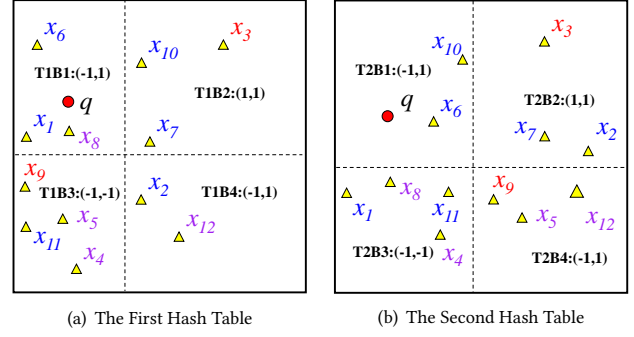 x6
x3
x10
T1B1:(-1,1)
T1B2:(1,1)
q
x1
x8
x7
x9
T1B3:(-1,-1)
x2
T1B4:(-1,1)
x5
x11
x12
x4
(a) The First Hash Table
x3
x10
T2B1:(-1,1)
q
x6
T2B2:(1,1)
x7
x2
x8
x9
x1
x11
x5
x12
T2B3:(-1,-1)
x4
T2B4:(-1,1)
(b) The Second Hash Table